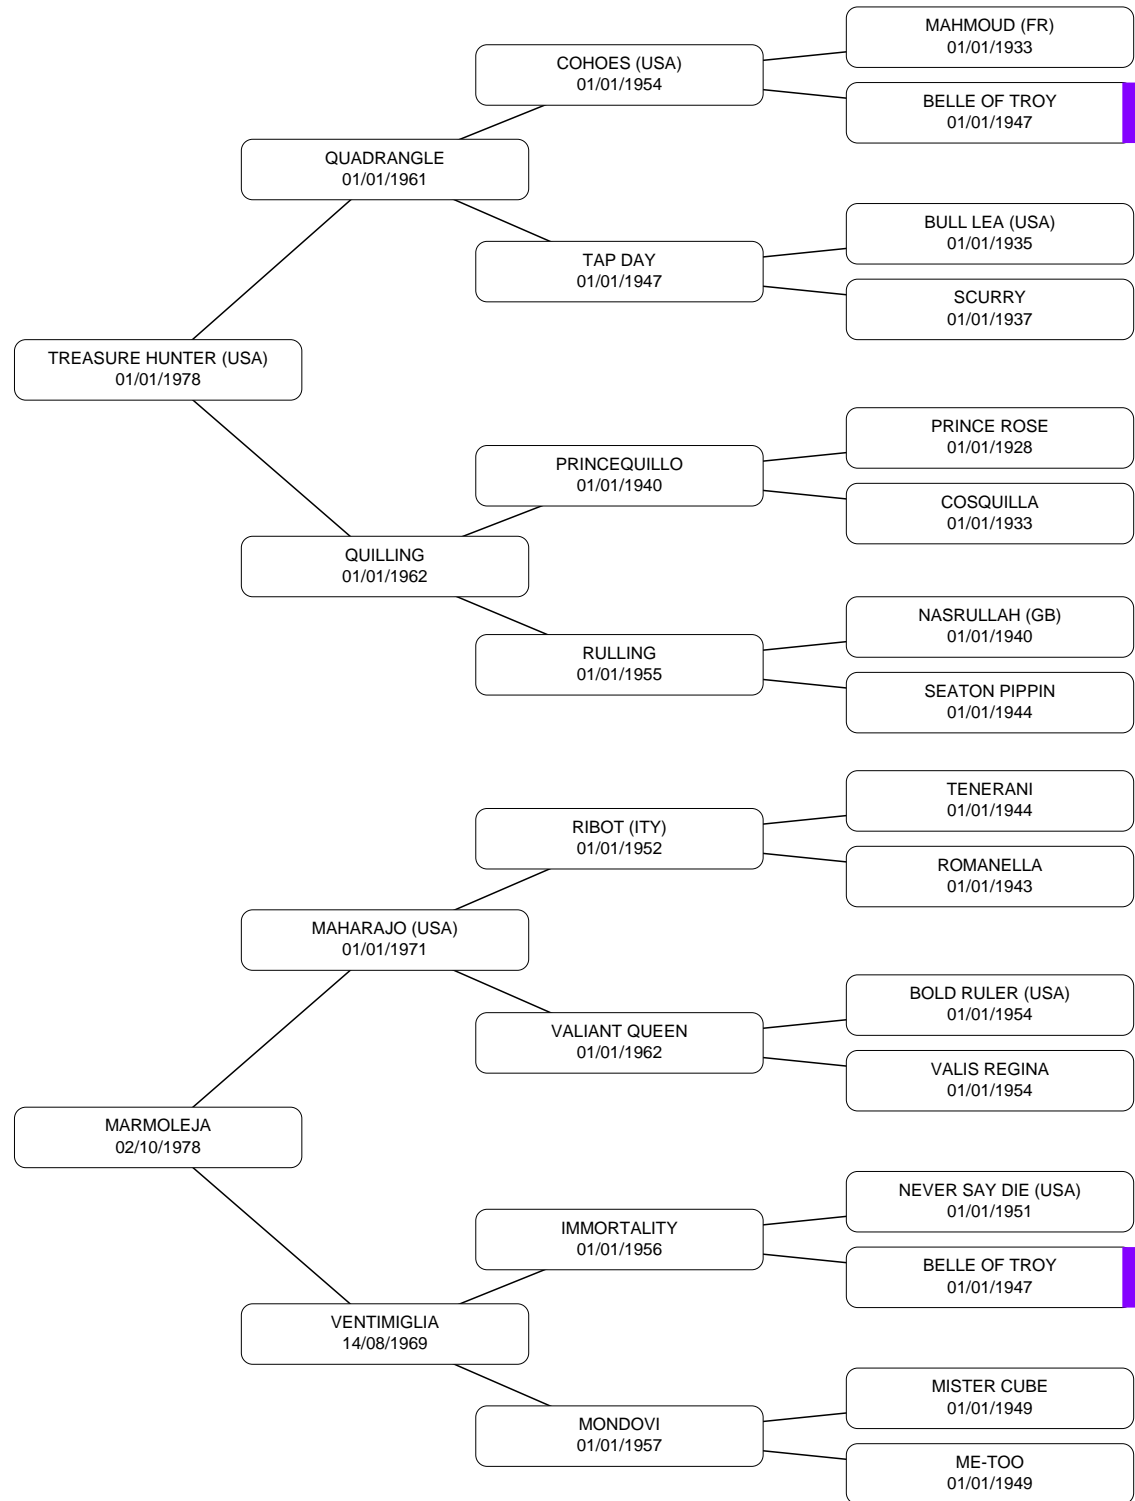 MAHMOUD (FR)
01/01/1933
COHOES (USA)
01/01/1954
BELLE OF TROY
01/01/1947
QUADRANGLE
01/01/1961
BULL LEA (USA)
01/01/1935
TAP DAY
01/01/1947
SCURRY
01/01/1937
TREASURE HUNTER (USA)
01/01/1978
PRINCE ROSE
01/01/1928
PRINCEQUILLO
01/01/1940
COSQUILLA
01/01/1933
QUILLING
01/01/1962
NASRULLAH (GB)
01/01/1940
RULLING
01/01/1955
SEATON PIPPIN
01/01/1944
TENERANI
01/01/1944
RIBOT (ITY)
01/01/1952
ROMANELLA
01/01/1943
MAHARAJO (USA)
01/01/1971
BOLD RULER (USA)
01/01/1954
VALIANT QUEEN
01/01/1962
VALIS REGINA
01/01/1954
MARMOLEJA
02/10/1978
NEVER SAY DIE (USA)
01/01/1951
IMMORTALITY
01/01/1956
BELLE OF TROY
01/01/1947
VENTIMIGLIA
14/08/1969
MISTER CUBE
01/01/1949
MONDOVI
01/01/1957
ME-TOO
01/01/1949